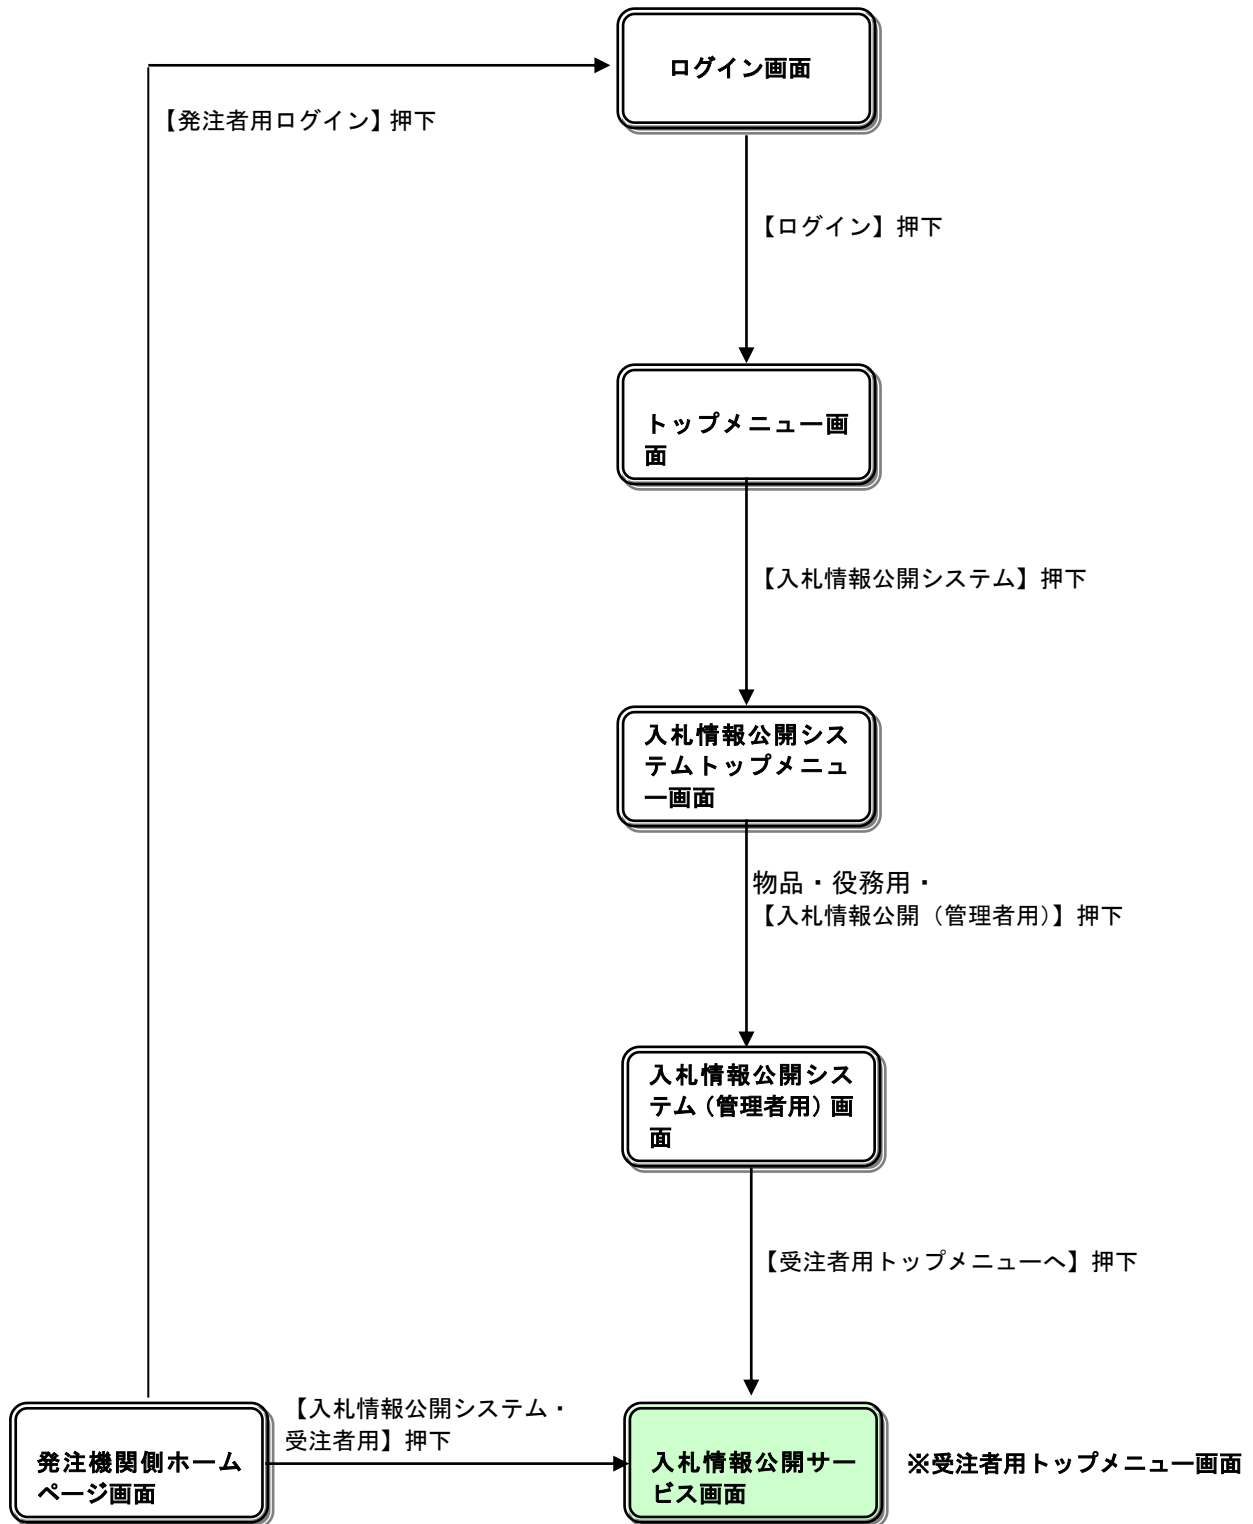 ログイン画面
【発注者用ログイン】押下
【ログイン】押下
トップメニュー画
面
【入札情報公開システム】押下
入札情報公開シス
テムトップメニュ
ー画面
物品・役務用・
【入札情報公開（管理者用）】押下
入札情報公開シス
テム（管理者用）画
面
【受注者用トップメニューへ】押下
【入札情報公開システム・
受注者用】押下
発注機関側ホーム
ページ画面
入札情報公開サー
ビス画面
※受注者用トップメニュー画面